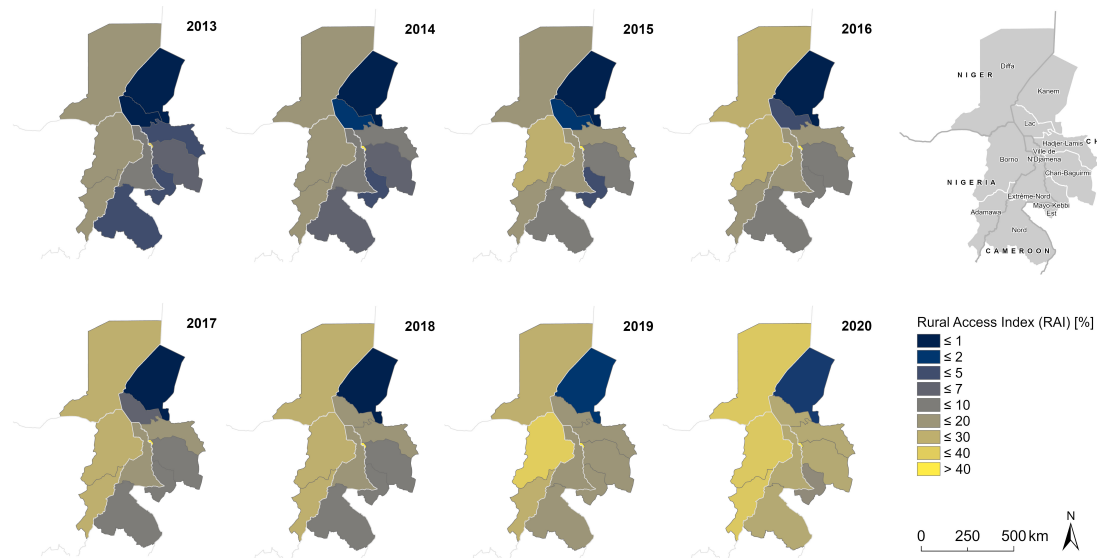 2013
2014
2015
2016
NIGER
Diffa
Kanem
Lac
Hadjer-Lamis
CH
Ville de
N'Djamena
Borno
Chari-Baguirmi
NIGERIA
Extrême-Nord
Mayo-Kebbi
Est
Adamawa
Nord
CAMEROON
2017
2018
2019
2020
Rural Access Index (RAI) [%]
≤ 1
≤ 2
≤ 5
≤ 7
≤ 10
≤ 20
≤ 30
≤ 40
> 40
N
0 250 500 km